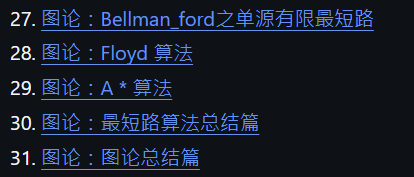 27. 图论：Bellman_ford之单源有限最短路
28. 图论：Floyd 算法
29. 图论：A * 算法
30. 图论：最短路算法总结篇
31. 图论：图论总结篇